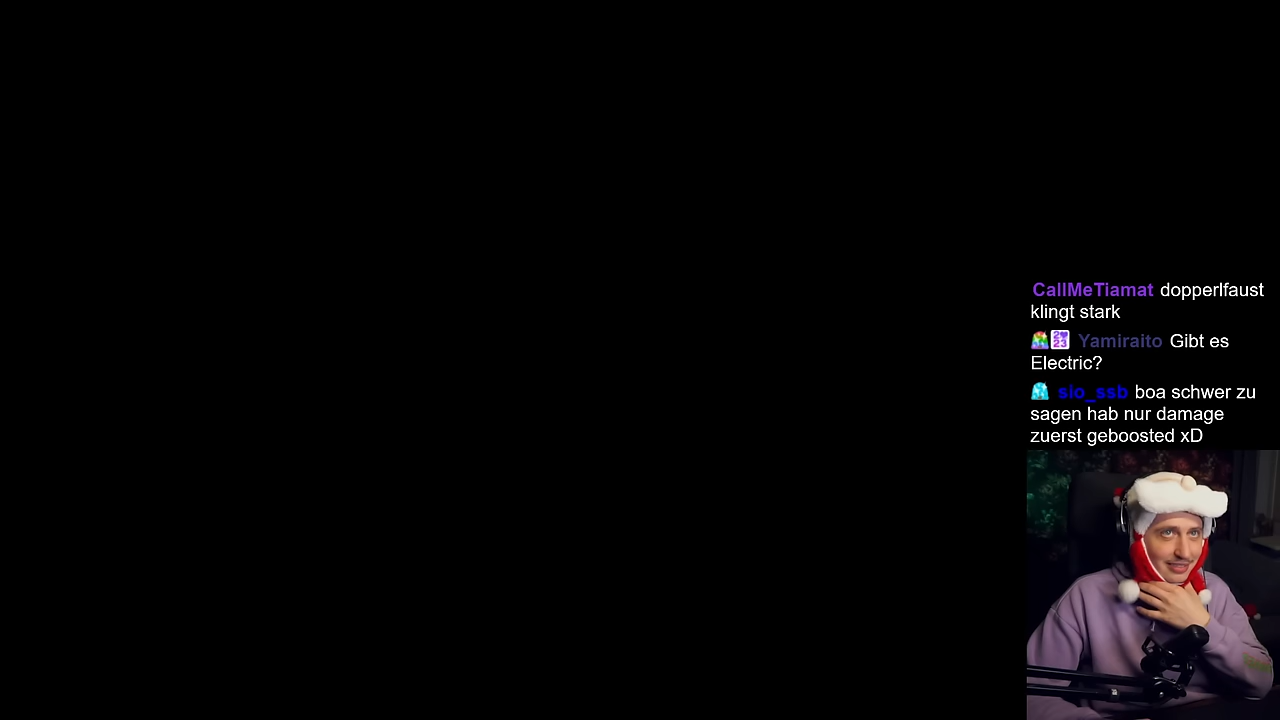 CallMeTiamat dopperlfaust
klingt stark
2023 Yamiraito Gibt es
Electric?
slo_ssb boa schwer zu
sagen hab nur damage
zuerst geboosted xD